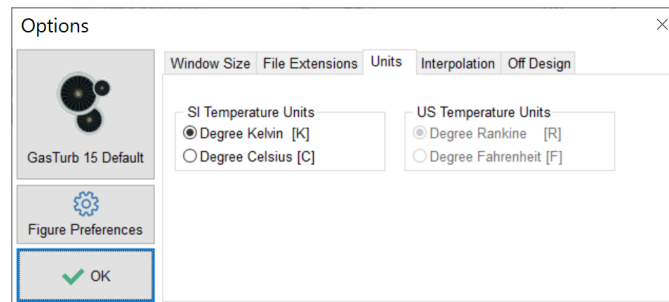 Options
Window Size File Extensions Units Interpolation Off Design
SI Temperature Units
Degree Kelvin [K]
Degree Celsius [C]
US Temperature Units
Degree Rankine [R]
Degree Fahrenheit [F]
GasTurb 15 Default
Figure Preferences
OK